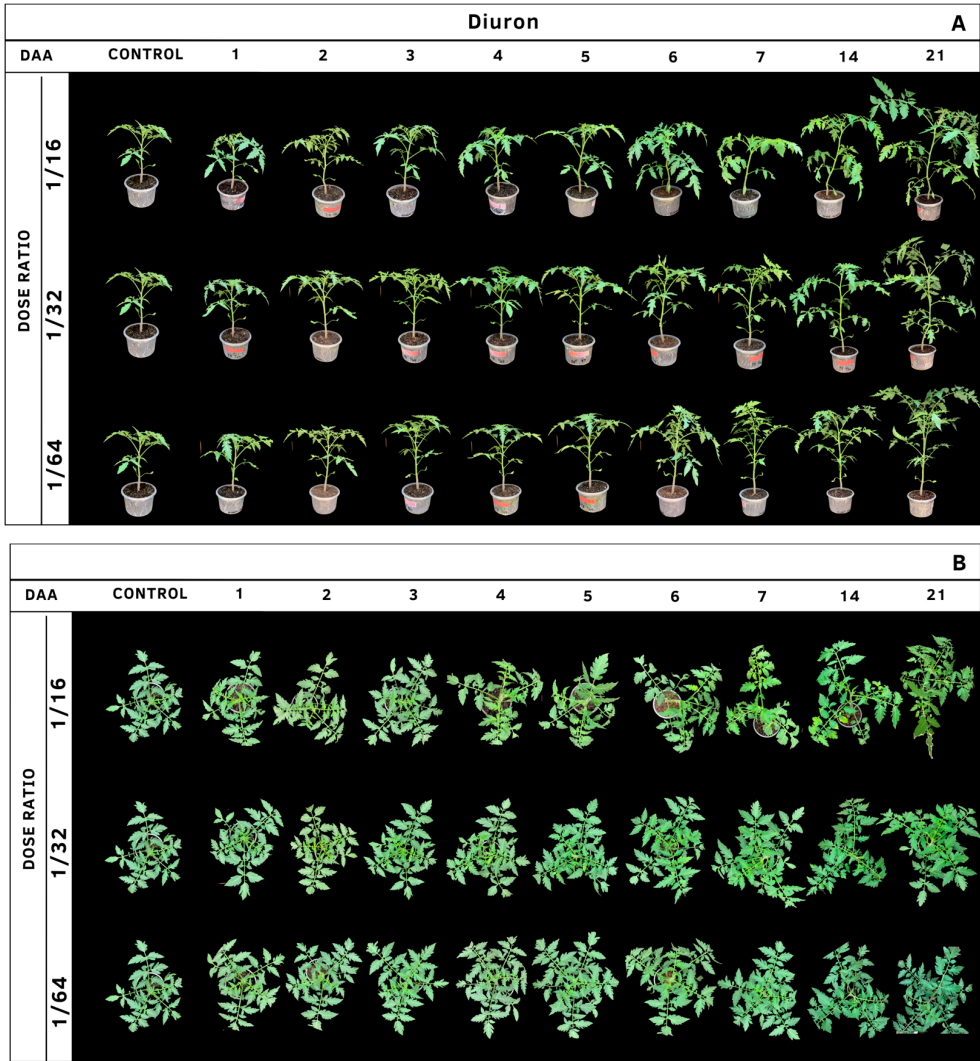 Diuron
A
DAA CONTROL 1 2 3 4 5 6 7 14 21
DOSE RATIO
1/16
1/32
1/64
B
DAA CONTROL 1 2 3 4 5 6 7 14 21
DOSE RATIO
1/16
1/32
1/64